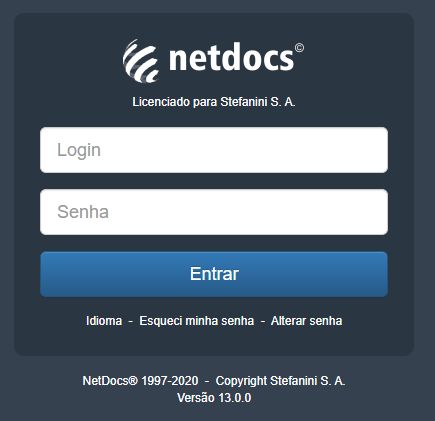 netdocs©
Licenciado para Stefanini S. A.
Login
Senha
Entrar
Idioma - Esqueci minha senha - Alterar senha
NetDocs® 1997-2020 - Copyright Stefanini S. A.
Versão 13.0.0